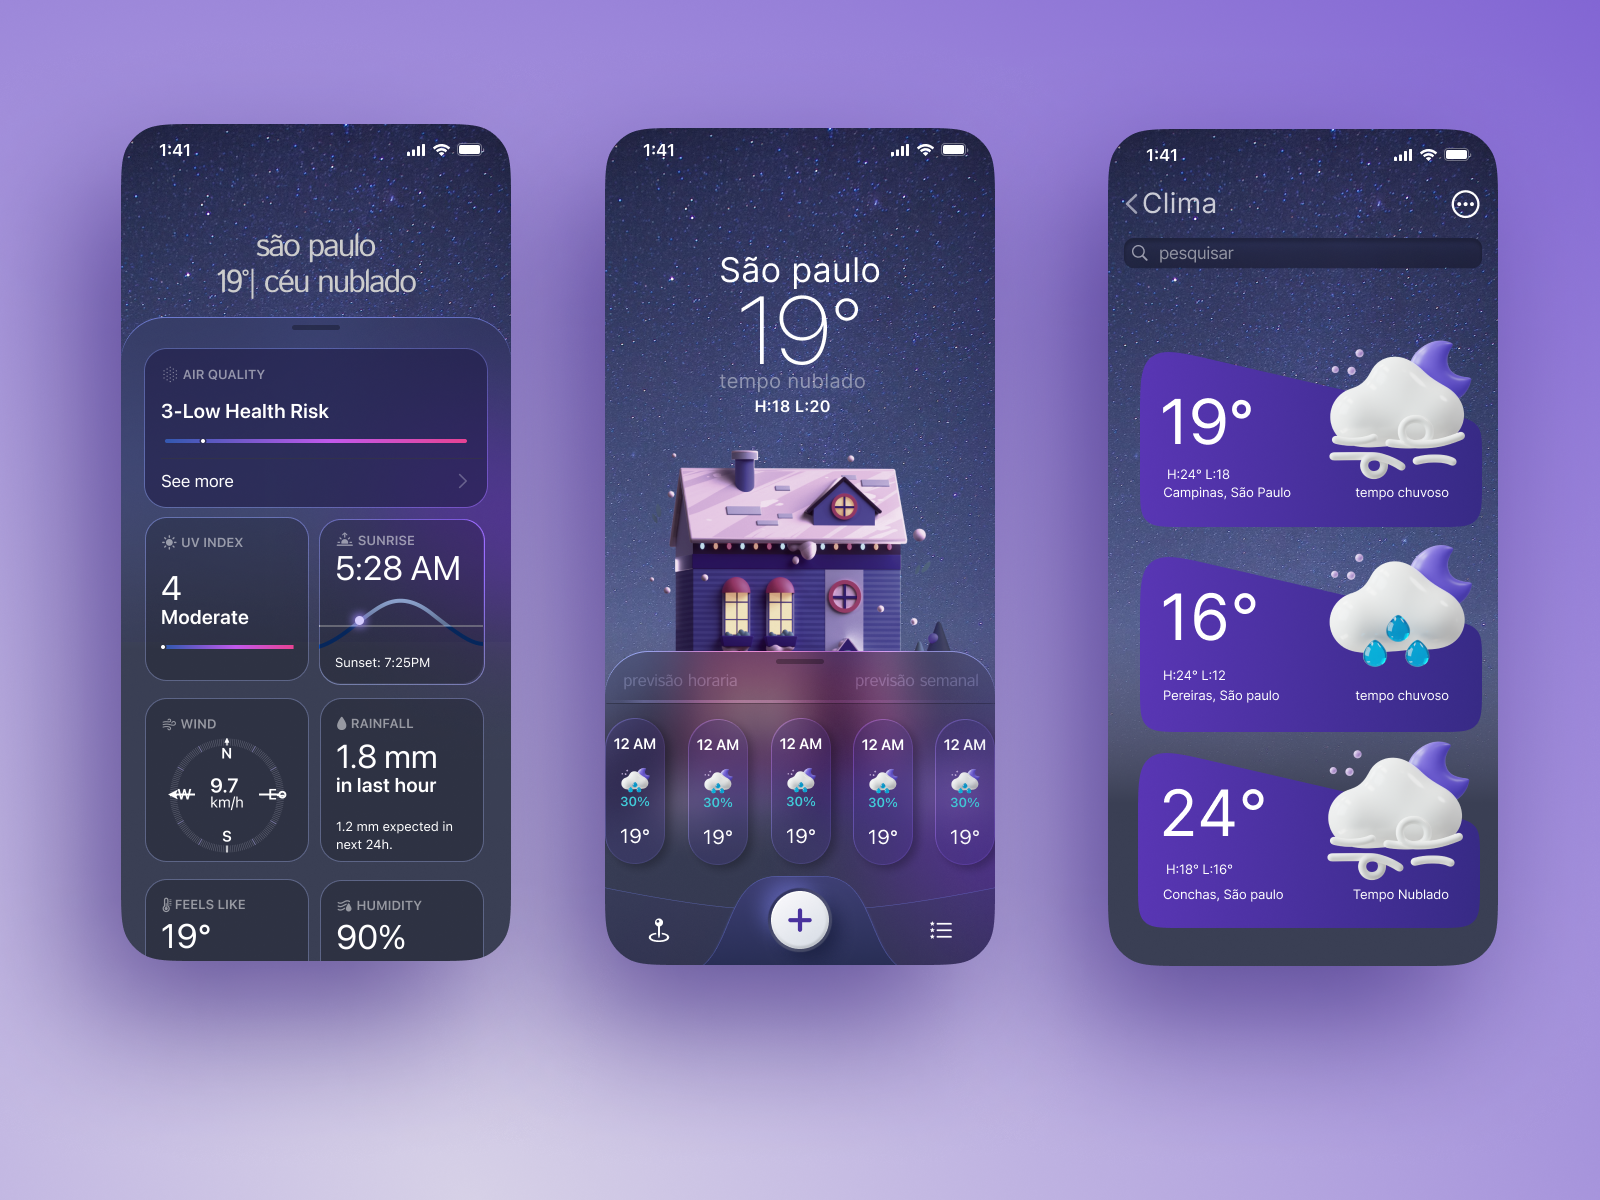 1:41
são paulo
19°| céu nublado
AIR QUALITY
3-Low Health Risk
See more
UV INDEX
4
Moderate
SUNRISE
5:28 AM
Sunset: 7:25PM
WIND
N
9.7
km/h
W
E
S
RAINFALL
1.8 mm
in last hour
1.2 mm expected in
next 24h.
FEELS LIKE
19°
HUMIDITY
90%
1:41
São paulo
19°
tempo nublado
H:18 L:20
previsão horaria
previsão semanal
12 AM
30%
19°
12 AM
30%
19°
12 AM
30%
19°
12 AM
30%
19°
12 AM
30%
19°
1:41
Clima
pesquisar
19°
H:24° L:18
Campinas, São Paulo
tempo chuvoso
16°
H:24° L:12
Pereiras, São paulo
tempo chuvoso
24°
H:18° L:16°
Conchas, São paulo
Tempo Nublado